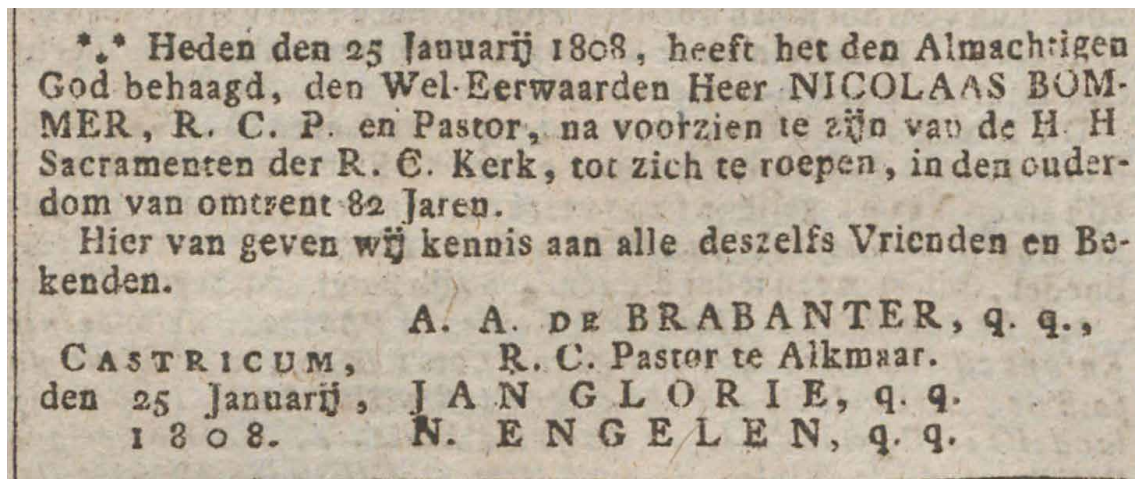 *⁎* Heden den 25 Januarij 1808, heeft het den Almachtigen
God behaagd, den Wel-Eerwaarden Heer NICOLAAS BOM-
MER, R. C. P. en Pastor, na voorzien te zijn van de H. H
Sacramenten der R. C. Kerk, tot zich te roepen, in den ouder-
dom van omtrent 82 Jaren.
Hier van geven wij kennis aan alle deszelfs Vrienden en Be-
kenden.
A. A. DE BRABANTER, q. q.,
CASTRICUM, R. C. Pastor te Alkmaar.
den 25 Januarij, JAN GLORIE, q. q.
1808. N. ENGELEN, q. q.